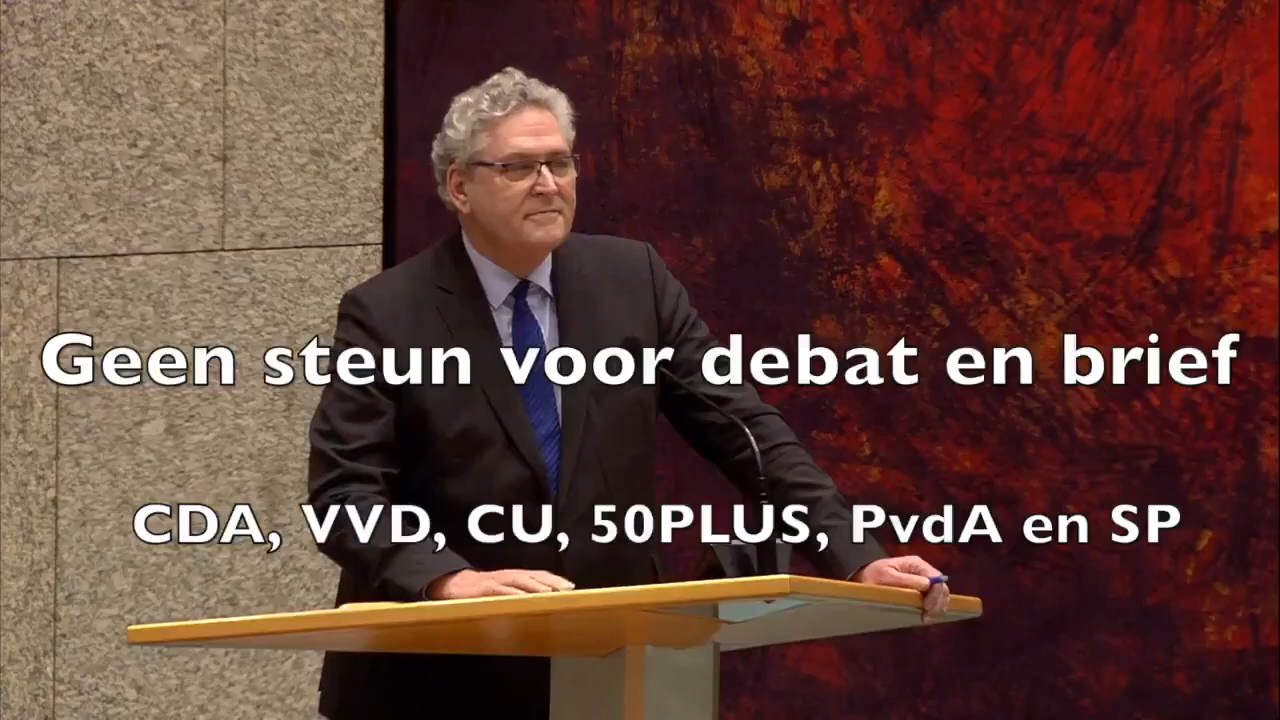 Geen steun voor debat en brief
CDA, VVD, CU, 50PLUS, PvdA en SP